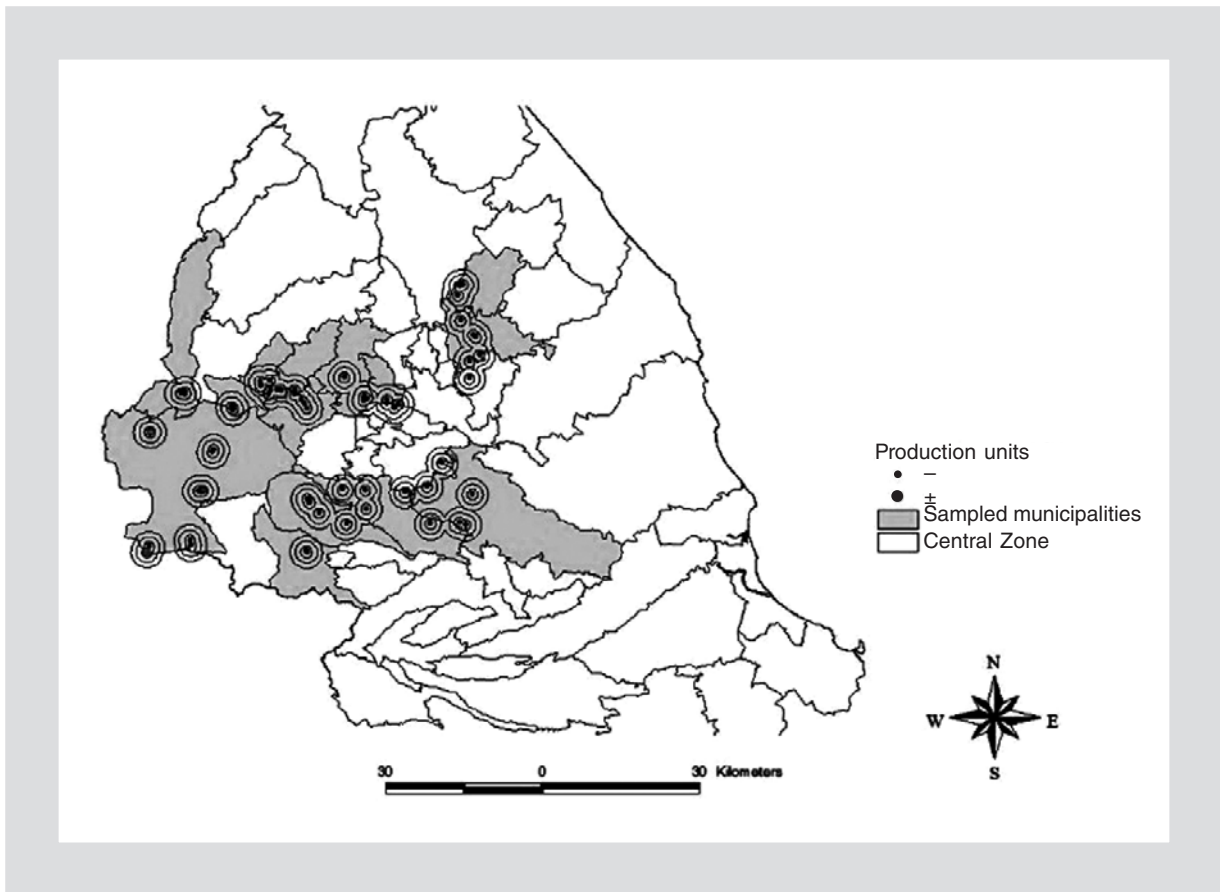 Production units
–
±
Sampled municipalities
Central Zone
N
W E
S
30 0 30 Kilometers